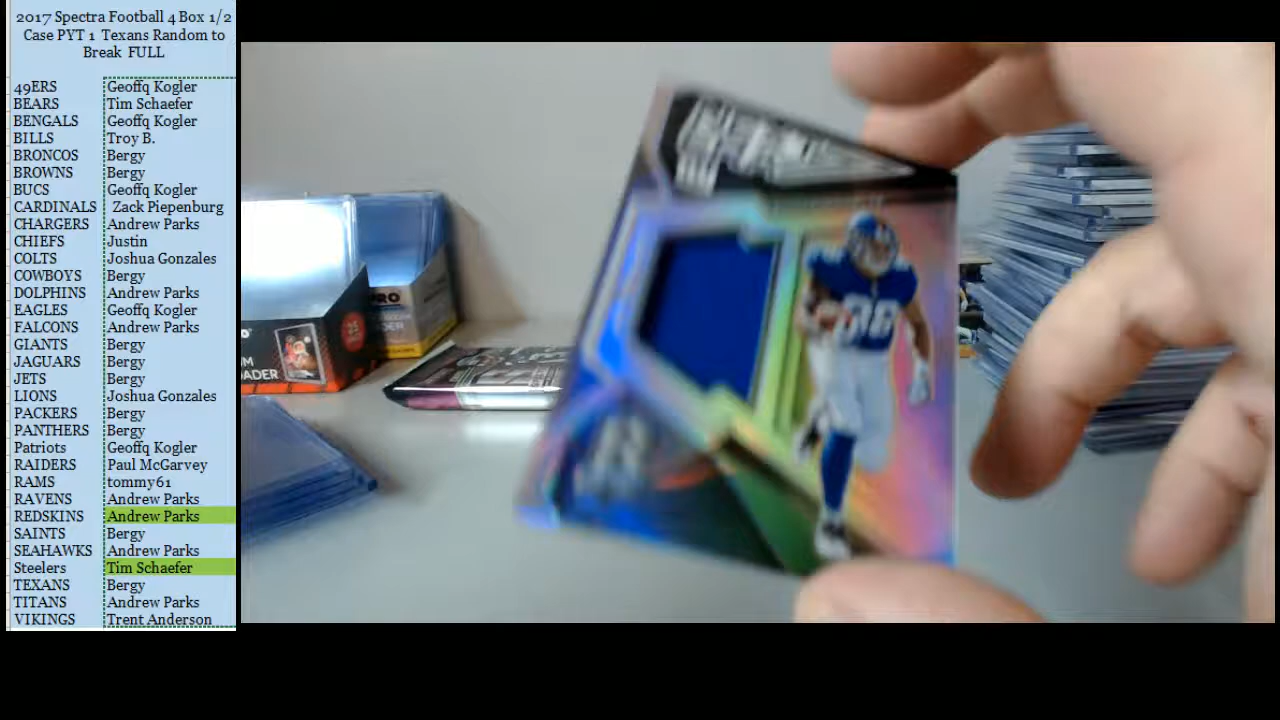 2017 Spectra Football 4 Box 1/2
Case PYT 1 Texans Random to
Break FULL
49ERS Geoffq Kogler
BEARS Tim Schaefer
BENGALS Geoffq Kogler
BILLS Troy B.
BRONCOS Bergy
BROWNS Bergy
BUCS Geoffq Kogler
CARDINALS Zack Piepenburg
CHARGERS Andrew Parks
CHIEFS Justin
COLTS Joshua Gonzales
COWBOYS Bergy
DOLPHINS Andrew Parks
EAGLES Geoffq Kogler
FALCONS Andrew Parks
GIANTS Bergy
JAGUARS Bergy
JETS Bergy
LIONS Joshua Gonzales
PACKERS Bergy
PANTHERS Bergy
Patriots Geoffq Kogler
RAIDERS Paul McGarvey
RAMS tommy61
RAVENS Andrew Parks
REDSKINS Andrew Parks
SAINTS Bergy
SEAHAWKS Andrew Parks
Steelers Tim Schaefer
TEXANS Bergy
TITANS Andrew Parks
VIKINGS Trent Anderson
PRO
88